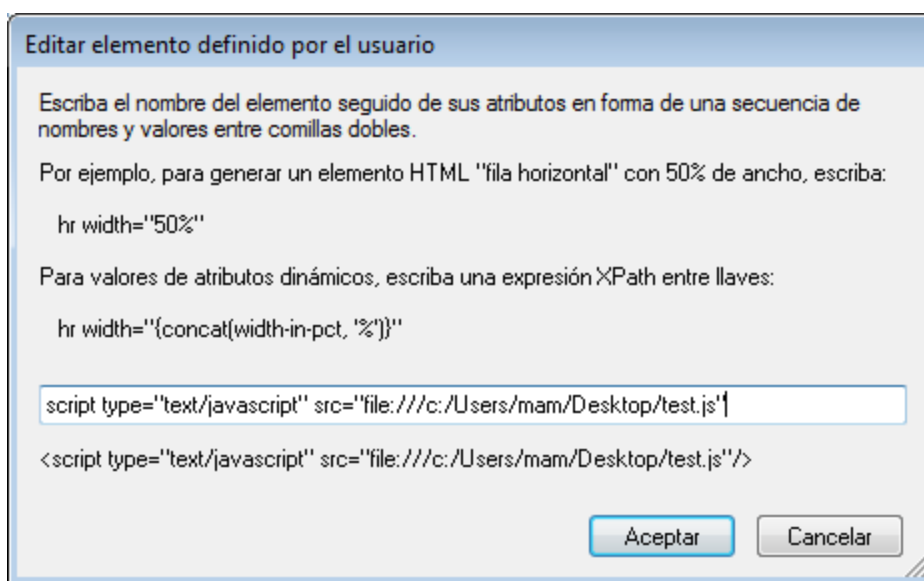 Editar elemento definido por el usuario
Escriba el nombre del elemento seguido de sus atributos en forma de una secuencia de
nombres y valores entre comillas dobles.
Por ejemplo, para generar un elemento HTML "fila horizontal" con 50% de ancho, escriba:
hr width="50%"
Para valores de atributos dinámicos, escriba una expresión XPath entre llaves:
hr width="{concat(width-in-pct, '%')}"
script type="text/javascript" src="file:///c:/Users/mam/Desktop/test.js"
<script type="text/javascript" src="file:///c:/Users/mam/Desktop/test.js"/>
Aceptar Cancelar